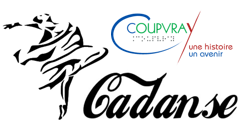 COUPVRAY
une histoire
un avenir
Cadanse